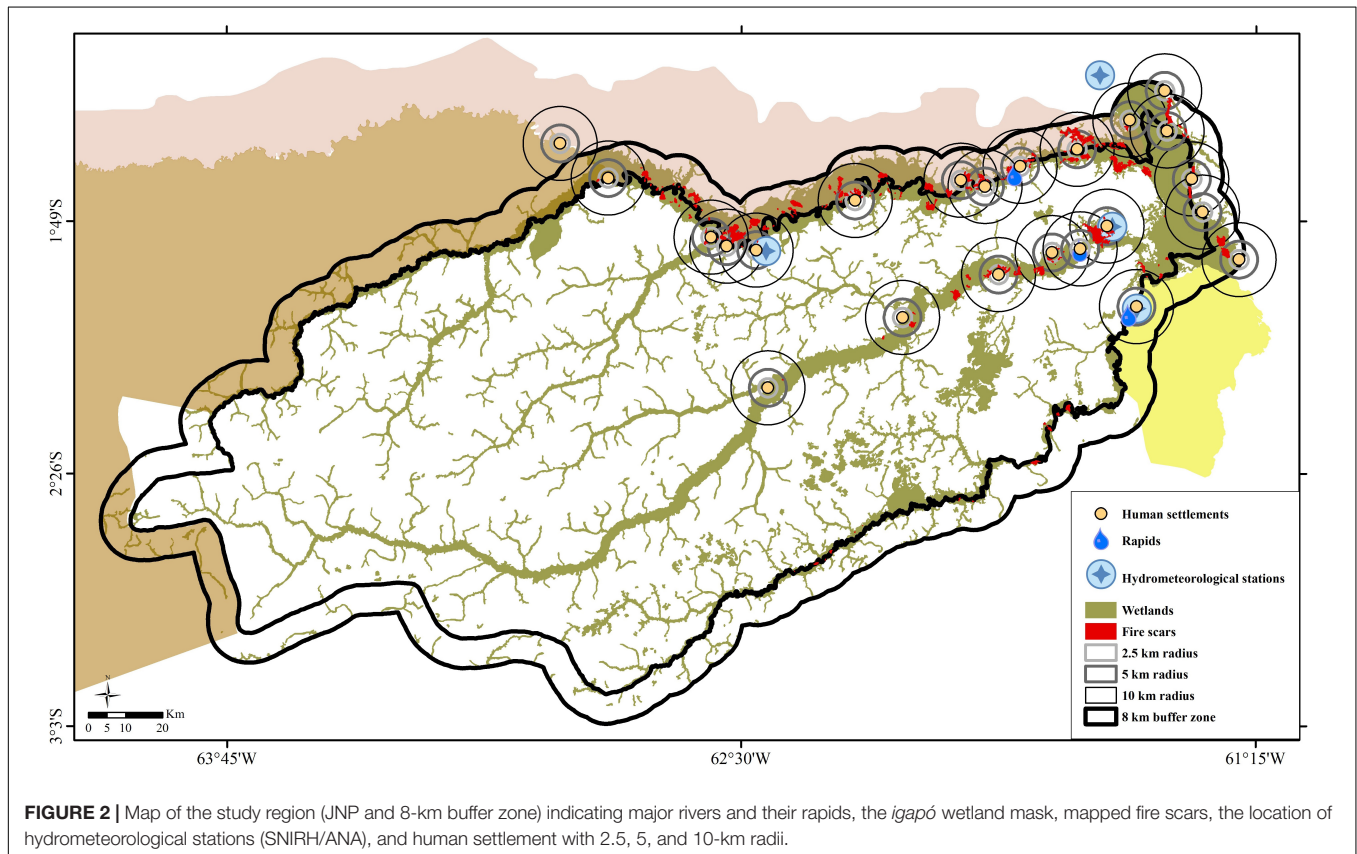 1°49'S
2°26'S
3°3'S
63°45'W
62°30'W
61°15'W
N
Km
0 5 10 20
Human settlements
Rapids
Hydrometeorological stations
Wetlands
Fire scars
2.5 km radius
5 km radius
10 km radius
8 km buffer zone
FIGURE 2 | Map of the study region (JNP and 8-km buffer zone) indicating major rivers and their rapids, the igapó wetland mask, mapped fire scars, the location of
hydrometeorological stations (SNIRH/ANA), and human settlement with 2.5, 5, and 10-km radii.